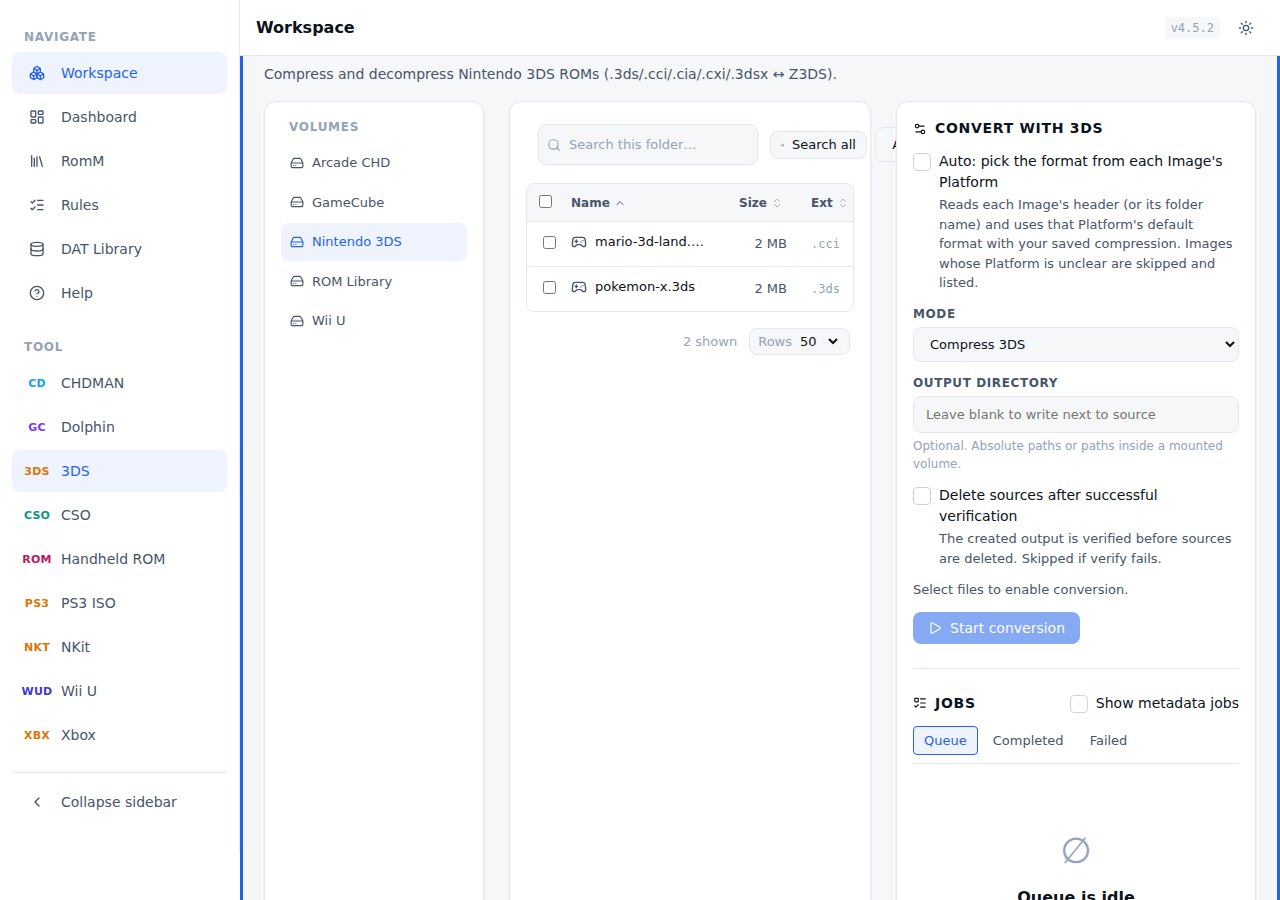 NAVIGATE
Workspace
Dashboard
RomM
Rules
DAT Library
Help
TOOL
CD CHDMAN
GC Dolphin
3DS 3DS
CSO CSO
ROM Handheld ROM
PS3 PS3 ISO
NKT NKit
WUD Wii U
XBX Xbox
Collapse sidebar
Workspace
v4.5.2
Compress and decompress Nintendo 3DS ROMs (.3ds/.cci/.cia/.cxi/.3dsx ↔ Z3DS).
VOLUMES
Arcade CHD
GameCube
Nintendo 3DS
ROM Library
Wii U
Search this folder…
Search all
Name Size Ext
mario-3d-land.… 2 MB .cci
pokemon-x.3ds 2 MB .3ds
2 shown Rows 50
CONVERT WITH 3DS
Auto: pick the format from each Image's
Platform
Reads each Image's header (or its folder
name) and uses that Platform's default
format with your saved compression. Images
whose Platform is unclear are skipped and
listed.
MODE
Compress 3DS
OUTPUT DIRECTORY
Leave blank to write next to source
Optional. Absolute paths or paths inside a mounted
volume.
Delete sources after successful
verification
The created output is verified before sources
are deleted. Skipped if verify fails.
Select files to enable conversion.
Start conversion
JOBS
Show metadata jobs
Queue Completed Failed
Queue is idle